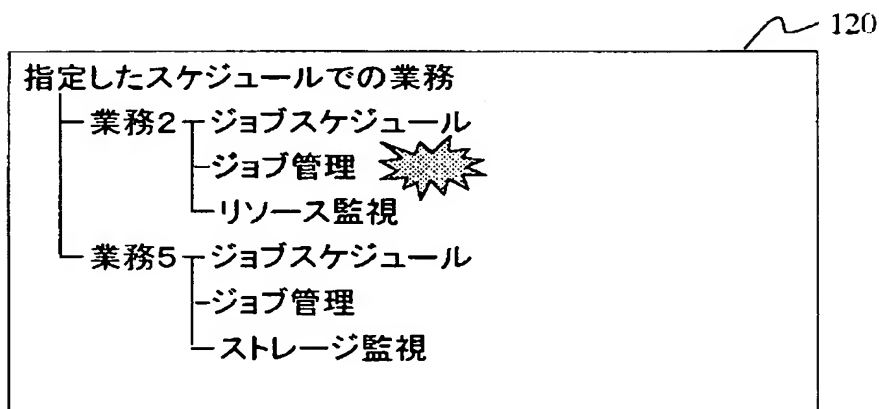 120
指定したスケジュールでの業務
業務2 ジョブスケジュール
ジョブ管理
リソース監視
業務5 ジョブスケジュール
ジョブ管理
ストレージ監視